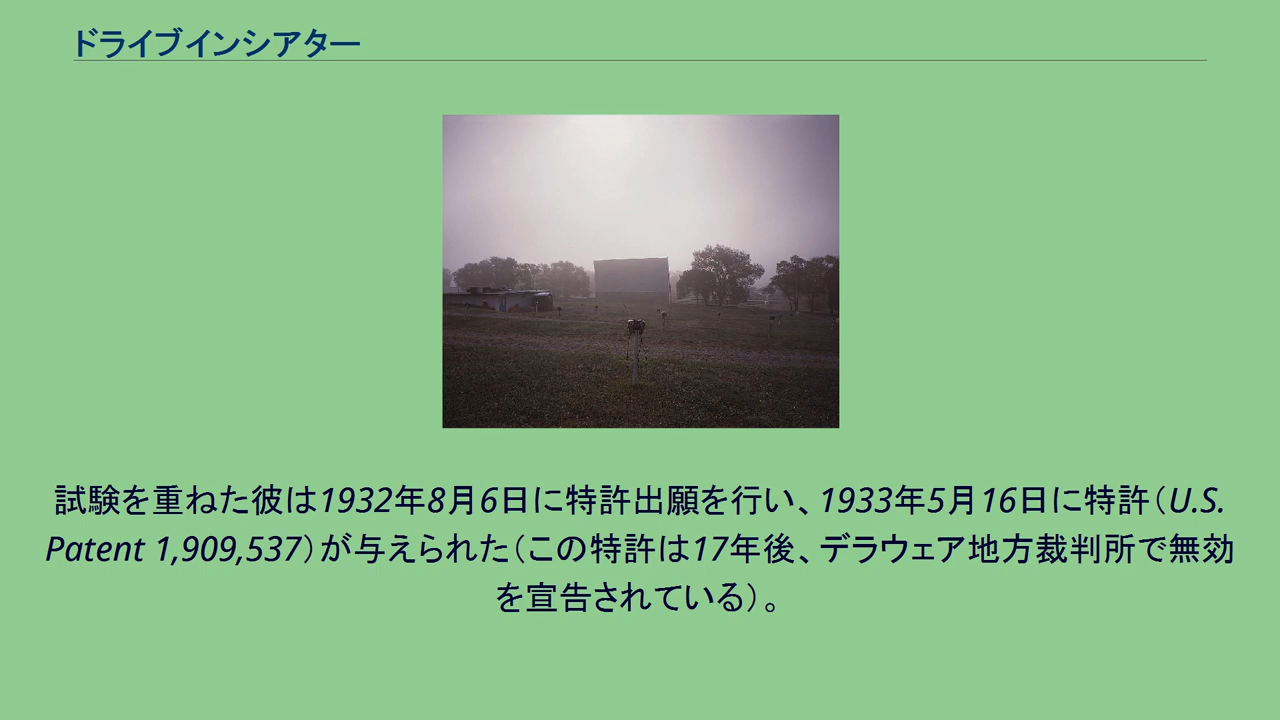 ドライブインシアター
試験を重ねた彼は1932年8月6日に特許出願を行い、1933年5月16日に特許（U.S.
Patent 1,909,537）が与えられた（この特許は17年後、デラウェア地方裁判所で無効
を宣告されている）。